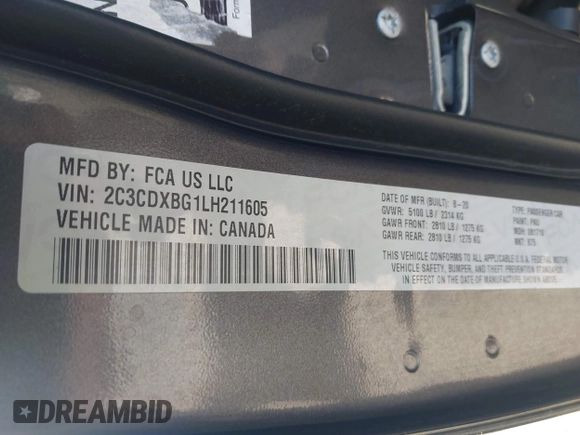 MFD BY: FCA US LLC
VIN: 2C3CDXBG1LH211605
VEHICLE MADE IN: CANADA
DATE OF MFR (BUILT): 8-20
GVWR: 5100 LB / 2314 KG
GAWR FRONT: 2810 LB / 1275 KG
GAWR REAR: 2810 LB / 1275 KG
TYPE: PASSENGER CAR
PAINT: PAU
THIS VEHICLE CONFORMS TO ALL APPLICABLE U.S.A. FEDERAL MOTOR
VEHICLE SAFETY, BUMPER, AND THEFT PREVENTION STANDARDS
IN EFFECT ON THE DATE OF MANUFACTURE SHOWN ABOVE.
DREAMBID